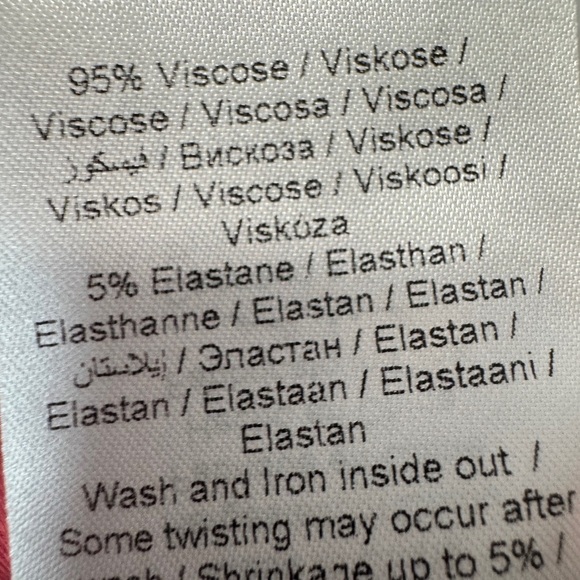 95% Viscose / Viskose /
Viscose / Viscosa / Viscosa /
فيسكوز / Вискоза / Viskose /
Viskos / Viscose / Viskoosi /
Viskoza
5% Elastane / Elasthan /
Elasthanne / Elastan / Elastan /
إيلاستان / Эластан / Elastan /
Elastan / Elastaan / Elastaani /
Elastan
Wash and Iron inside out /
Some twisting may occur after
/ Shrinkage up to 5% /